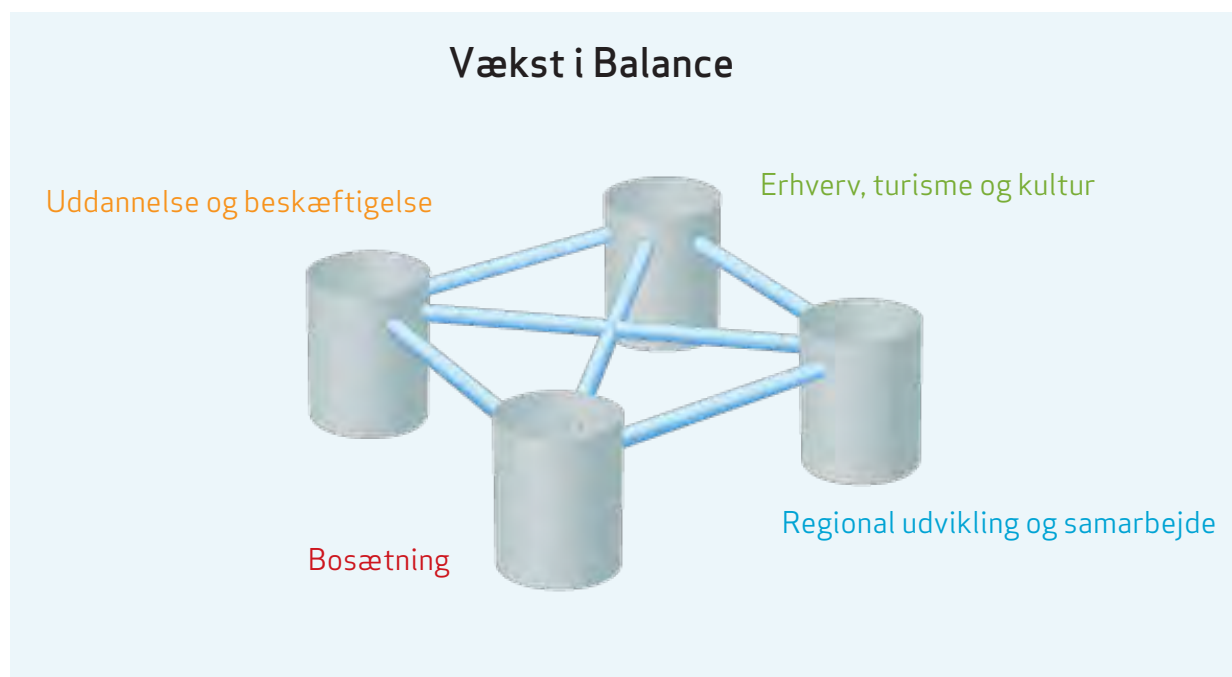 Vækst i Balance
Uddannelse og beskæftigelse
Erhverv, turisme og kultur
Regional udvikling og samarbejde
Bosætning